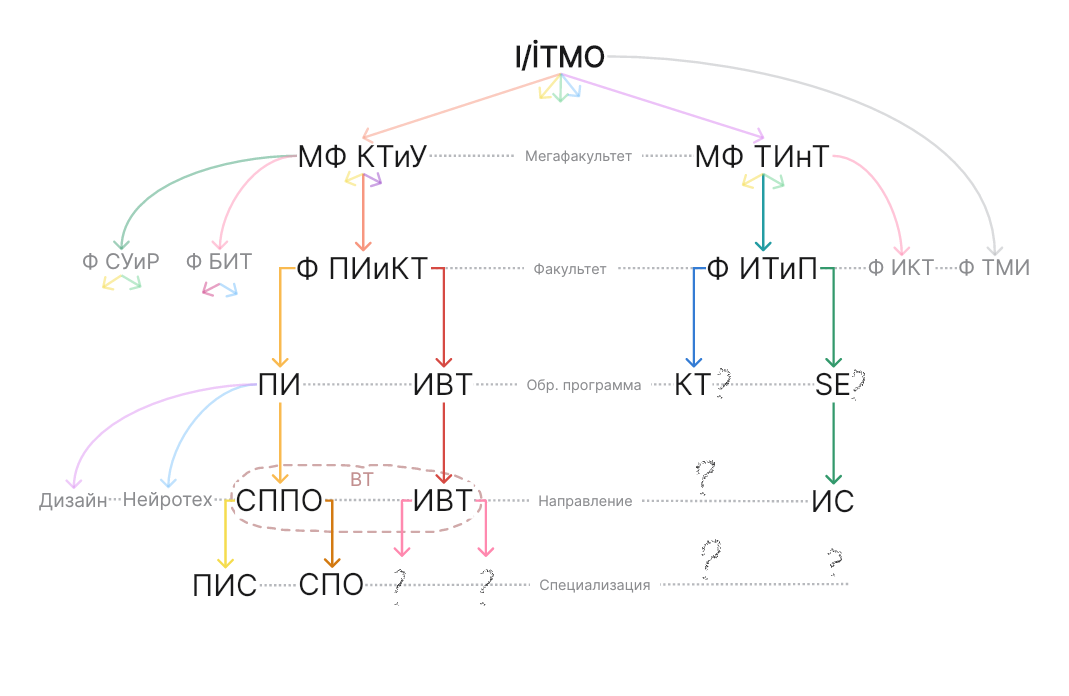 I/İTMO
МФ КТиУ
Мегафакультет
МФ ТИнТ
Ф СУиР
Ф БИТ
Ф ПИиКТ
Факультет
Ф ИТиП
Ф ИКТ
Ф ТМИ
ПИ
ИВТ
Обр. программа
КТ?
SE?
ВТ
?
Дизайн
Нейротех
СППО
ИВТ
Направление
ИС
?
?
ПИС
СПО
?
?
Специализация